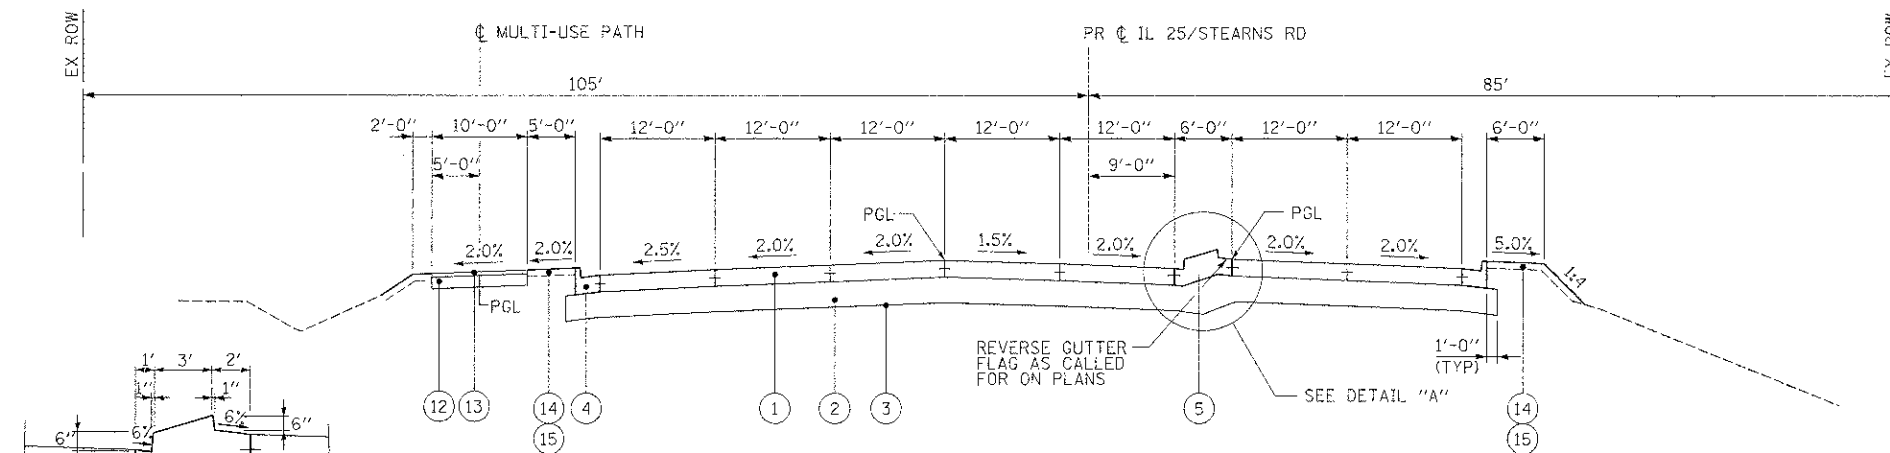 EX ROW
℄ MULTI-USE PATH
PR ℄ IL 25/STEARNS RD
105'
85'
2'-0" 10'-0" 5'-0" 12'-0" 12'-0" 12'-0" 12'-0" 12'-0" 6'-0" 12'-0" 12'-0" 6'-0"
5'-0"
9'-0"
PGL
PGL
2.0% 2.0% 2.5% 2.0% 2.0% 1.5% 2.0% 2.0% 2.0% 5.0%
1:4
PGL
REVERSE GUTTER
FLAG AS CALLED
FOR ON PLANS
1'-0"
(TYP)
SEE DETAIL "A"
12 13 14 4 1 2 3 5 14
15 15
1' 3' 2'
1" 1"
6% 6"
6" 6%